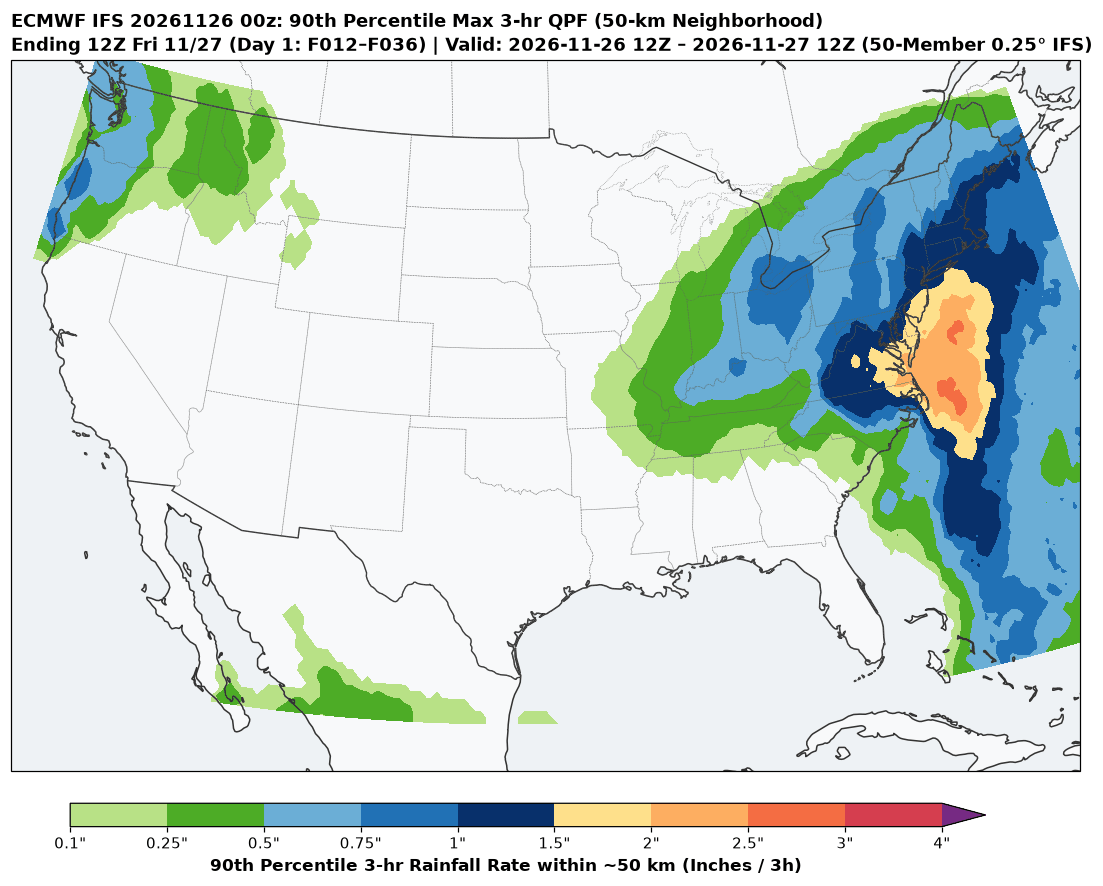 ECMWF IFS 20261126 00z: 90th Percentile Max 3-hr QPF (50-km Neighborhood)
Ending 12Z Fri 11/27 (Day 1: F012–F036) | Valid: 2026-11-26 12Z – 2026-11-27 12Z (50-Member 0.25° IFS)
0.1" 0.25" 0.5" 0.75" 1" 1.5" 2" 2.5" 3" 4"
90th Percentile 3-hr Rainfall Rate within ~50 km (Inches / 3h)